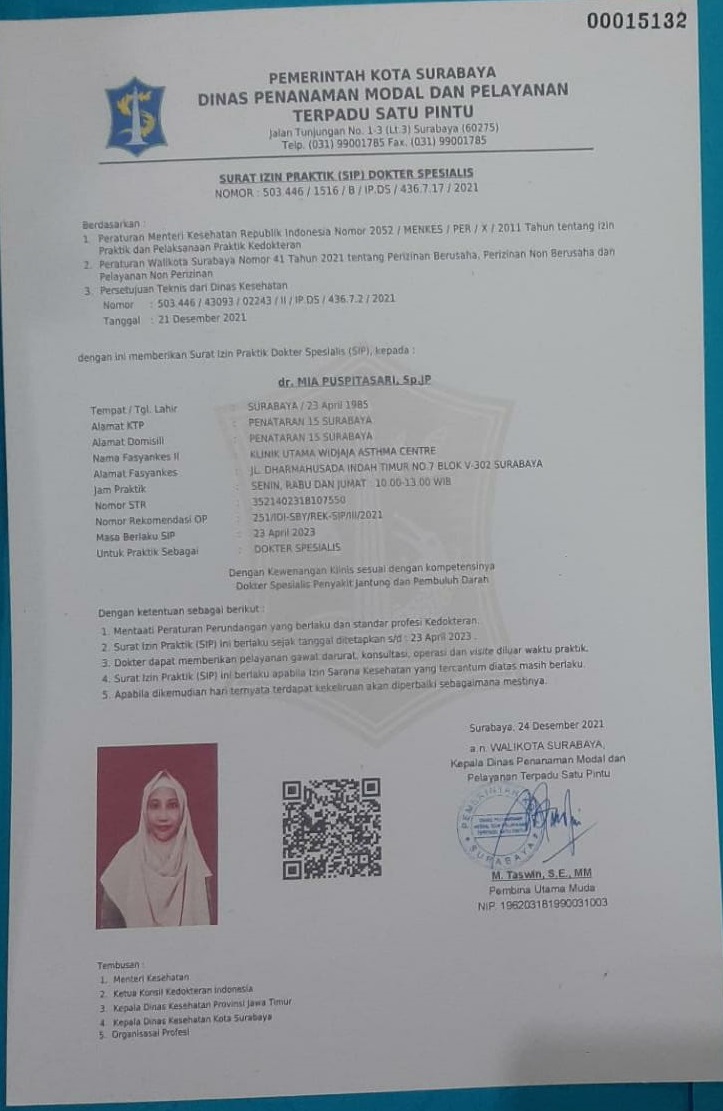 00015132
PEMERINTAH KOTA SURABAYA
DINAS PENANAMAN MODAL DAN PELAYANAN
TERPADU SATU PINTU
Jalan Tunjungan No. 1-3 (Lt.3) Surabaya (60275)
Telp. (031) 99001785 Fax. (031) 99001785
SURAT IZIN PRAKTIK (SIP) DOKTER SPESIALIS
NOMOR : 503.446 / 1516 / B / IP.DS / 436.7.17 / 2021
Berdasarkan :
1. Peraturan Menteri Kesehatan Republik Indonesia Nomor 2052 / MENKES / PER / X / 2011 Tahun tentang Izin
Praktik dan Pelaksanaan Praktik Kedokteran
2. Peraturan Walikota Surabaya Nomor 41 Tahun 2021 tentang Perizinan Berusaha, Perizinan Non Berusaha dan
Pelayanan Non Perizinan
3. Persetujuan Teknis dari Dinas Kesehatan
Nomor : 503.446 / 43093 / 02243 / II / IP.DS / 436.7.2 / 2021
Tanggal : 21 Desember 2021
dengan ini memberikan Surat Izin Praktik Dokter Spesialis (SIP), kepada :
dr. MIA PUSPITASARI, Sp.JP
Tempat / Tgl. Lahir : SURABAYA / 23 April 1985
Alamat KTP : PENATARAN 15 SURABAYA
Alamat Domisili : PENATARAN 15 SURABAYA
Nama Fasyankes II : KLINIK UTAMA WIDJAJA ASTHMA CENTRE
Alamat Fasyankes : JL. DHARMAHUSADA INDAH TIMUR NO.7 BLOK V-302 SURABAYA
Jam Praktik : SENIN, RABU DAN JUMAT : 10.00-13.00 WIB
Nomor STR : 3521402318107550
Nomor Rekomendasi OP : 251/IDI-SBY/REK-SIP/III/2021
Masa Berlaku SIP : 23 April 2023
Untuk Praktik Sebagai : DOKTER SPESIALIS
Dengan Kewenangan Klinis sesuai dengan kompetensinya
Dokter Spesialis Penyakit Jantung dan Pembuluh Darah
Dengan ketentuan sebagai berikut :
1. Mentaati Peraturan Perundangan yang berlaku dan standar profesi Kedokteran.
2. Surat Izin Praktik (SIP) ini berlaku sejak tanggal ditetapkan s/d : 23 April 2023 .
3. Dokter dapat memberikan pelayanan gawat darurat, konsultasi, operasi dan visite diluar waktu praktik.
4. Surat Izin Praktik (SIP) ini berlaku apabila Izin Sarana Kesehatan yang tercantum diatas masih berlaku.
5. Apabila dikemudian hari ternyata terdapat kekeliruan akan diperbaiki sebagaimana mestinya.
Surabaya, 24 Desember 2021
a.n. WALIKOTA SURABAYA,
Kepala Dinas Penanaman Modal dan
Pelayanan Terpadu Satu Pintu
SURABAYA
M. Taswin, S.E., MM
Pembina Utama Muda
NIP. 196203181990031003
Tembusan :
1. Menteri Kesehatan
2. Ketua Konsil Kedokteran Indonesia
3. Kepala Dinas Kesehatan Provinsi Jawa Timur
4. Kepala Dinas Kesehatan Kota Surabaya
5. Organisasai Profesi